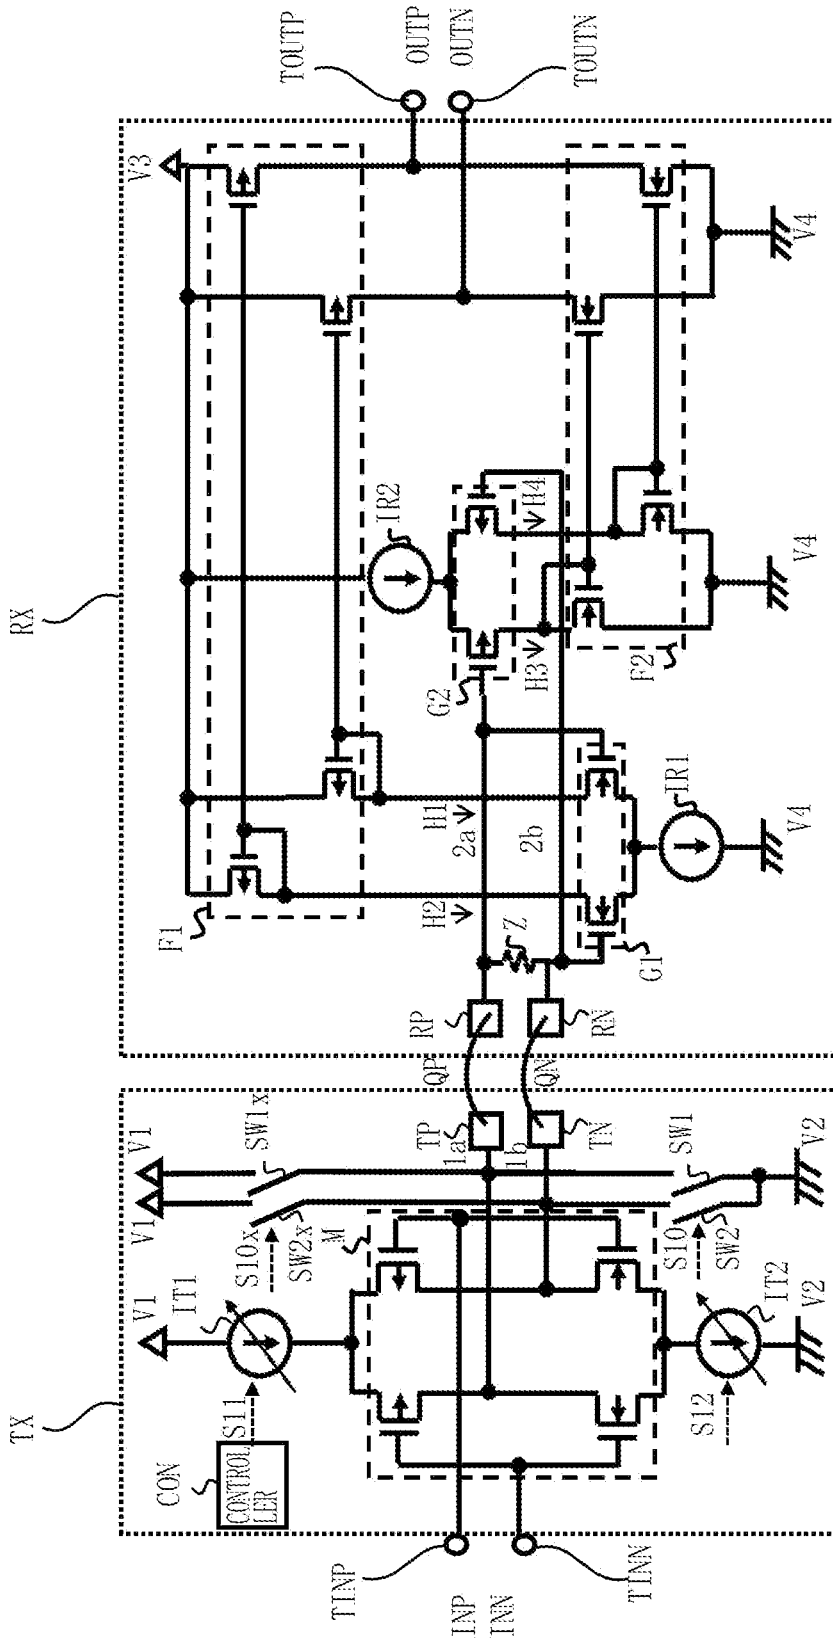 TX
RX
CON
CONTROL
LER
S11
IT1
V1
V1
V1
S10x
SW2x
SW1x
M
TINP
INP
INN
TINN
S12
IT2
V2
S10
SW2
SW1
V2
TP
1a
1b
TN
QP
QN
RP
RN
Z
F1
H2
H1
2a
2b
G1
IR1
V4
G2
H3
H4
IR2
F2
V4
V3
V4
TOUTP
OUTP
OUTN
TOUTN